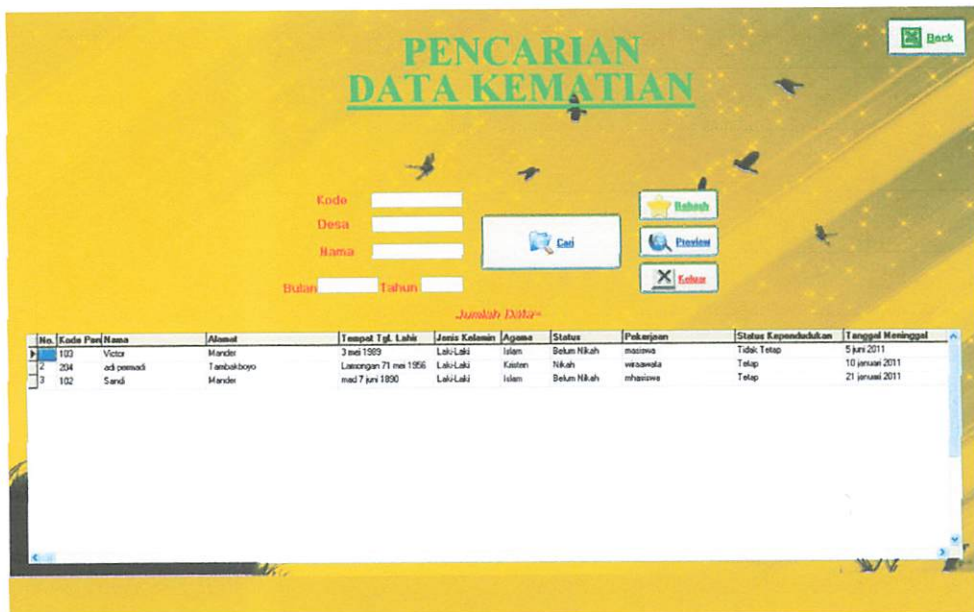 PENCARIAN
DATA KEMATIAN
Back
Kode
Desa
Nama
Bulan Tahun
Cari
Refresh
Preview
Keluar
Jumlah Data=
No. Kode Pen Nama Alamat Tempat Tgl. Lahir Jenis Kelamin Agama Status Pekerjaan Status Kependudukan Tanggal Meninggal
1 103 Victor Mander 3 mei 1989 Laki-Laki Islam Belum Nikah masiswa Tidak Tetap 5 juni 2011
2 204 adi permadi Tambakboyo Lamongan 71 mei 1956 Laki-Laki Kristen Nikah Tetap 10 januari 2011
3 102 Sandi Mander mad 7 juni 1890 Laki-Laki Islam Belum Nikah mhasiswa Tetap 21 januari 2011